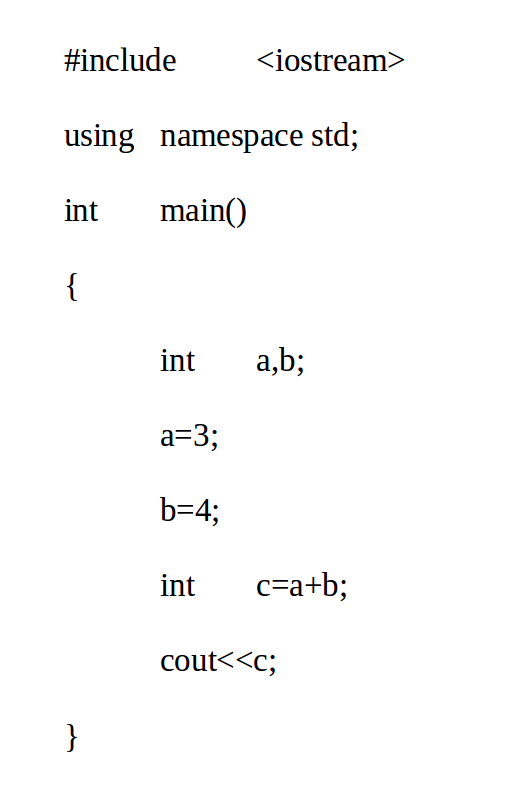 #include <iostream>
using namespace std;
int main()
{
int a,b;
a=3;
b=4;
int c=a+b;
cout<<c;
}